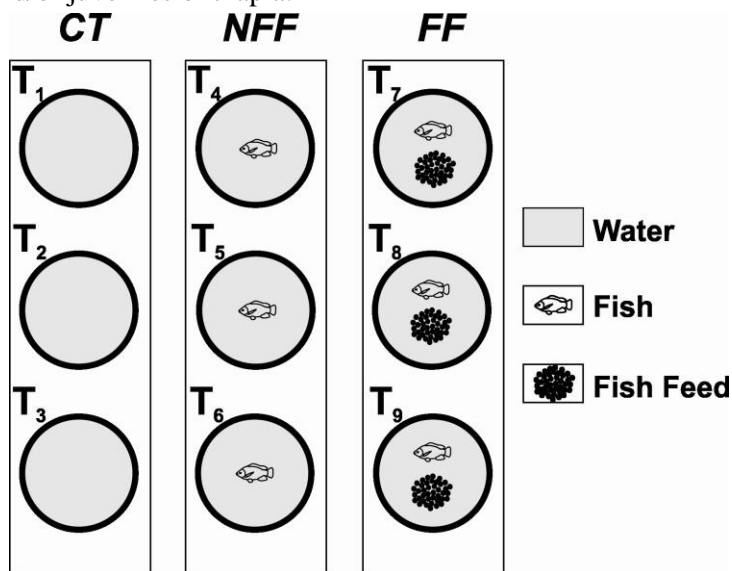 CT NFF FF
T1 T4 T7
T2 T5 T8
T3 T6 T9
Water
Fish
Fish Feed